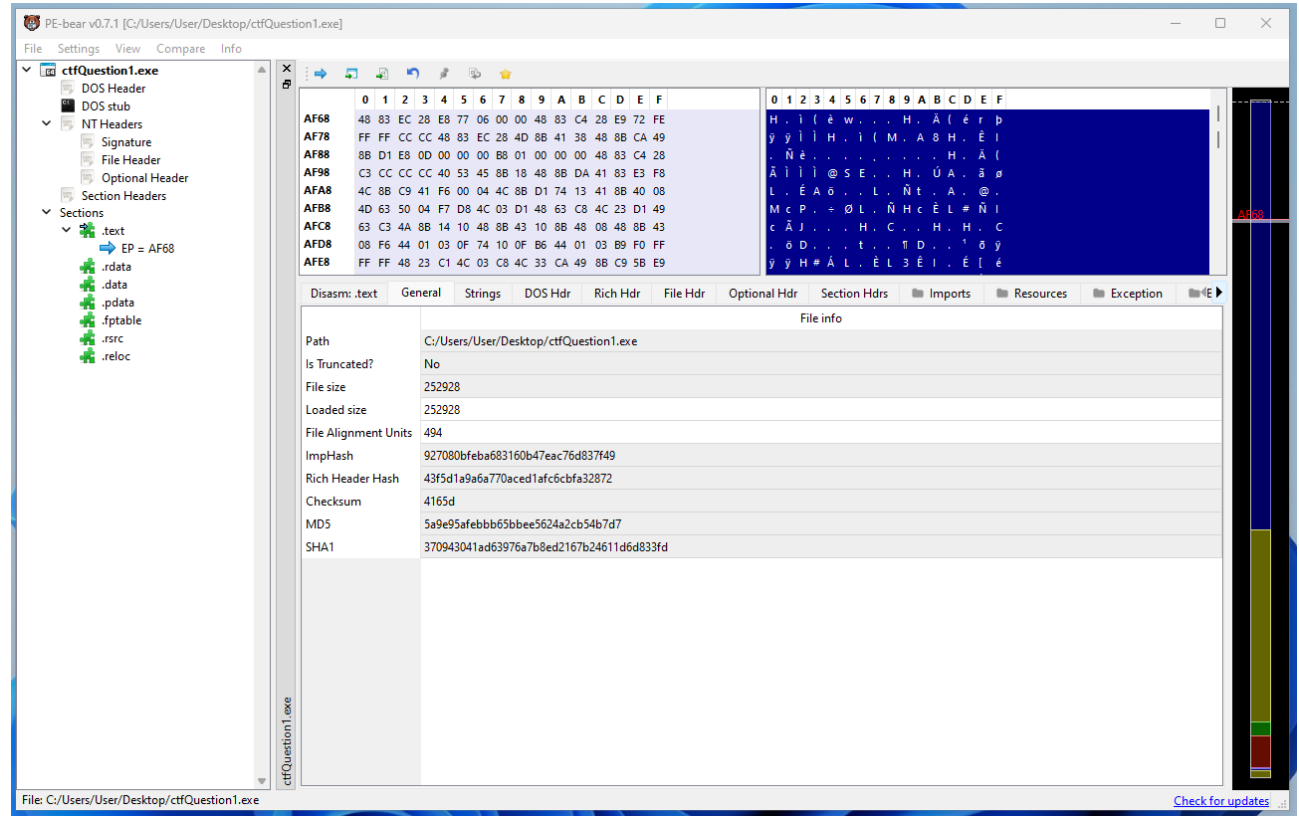 PE-bear v0.7.1 [C:/Users/User/Desktop/ctfQuestion1.exe]
File Settings View Compare Info
ctfQuestion1.exe
DOS Header
DOS stub
NT Headers
Signature
File Header
Optional Header
Section Headers
Sections
.text
EP = AF68
.rdata
.data
.pdata
.fptable
.rsrc
.reloc
ctfQuestion1.exe
0 1 2 3 4 5 6 7 8 9 A B C D E F 0 1 2 3 4 5 6 7 8 9 A B C D E F
AF68 48 83 EC 28 E8 77 06 00 00 48 83 C4 28 E9 72 FE H . ì ( è w . . . H . Ä ( é r þ
AF78 FF FF CC CC 48 83 EC 28 4D 8B 41 38 48 8B CA 49 ÿ ÿ Ì Ì H . ì ( M . A 8 H . Ê I
AF88 8B D1 E8 0D 00 00 00 B8 01 00 00 00 48 83 C4 28 . Ñ è . . . . . . . . . H . Ä (
AF98 C3 CC CC CC 40 53 45 8B 18 48 8B DA 41 83 E3 F8 Ã Ì Ì Ì @ S E . . H . Ú A . ã ø
AFA8 4C 8B C9 41 F6 00 04 4C 8B D1 74 13 41 8B 40 08 L . É A ö . . L . Ñ t . A . @ .
AFB8 4D 63 50 04 F7 D8 4C 03 D1 48 63 C8 4C 23 D1 49 M c P . ÷ Ø L . Ñ H c È L # Ñ I
AFC8 63 C3 4A 8B 14 10 48 8B 43 10 8B 48 08 48 8B 43 c Ã J . . . H . C . . H . H . C
AFD8 08 F6 44 01 03 0F 74 10 0F B6 44 01 03 B9 F0 FF . ö D . . . t . . ¶ D . . ¹ ð ÿ
AFE8 FF FF 48 23 C1 4C 03 C8 4C 33 CA 49 8B C9 5B E9 ÿ ÿ H # Á L . È L 3 Ê I . É [ é
AF68
Disasm: .text General Strings DOS Hdr Rich Hdr File Hdr Optional Hdr Section Hdrs Imports Resources Exception
File info
Path C:/Users/User/Desktop/ctfQuestion1.exe
Is Truncated? No
File size 252928
Loaded size 252928
File Alignment Units 494
ImpHash 927080bfeba683160b47eac76d837f49
Rich Header Hash 43f5d1a9a6a770aced1afc6cbfa32872
Checksum 4165d
MD5 5a9e95afebbb65bbee5624a2cb54b7d7
SHA1 370943041ad63976a7b8ed2167b24611d6d833fd
File: C:/Users/User/Desktop/ctfQuestion1.exe Check for updates